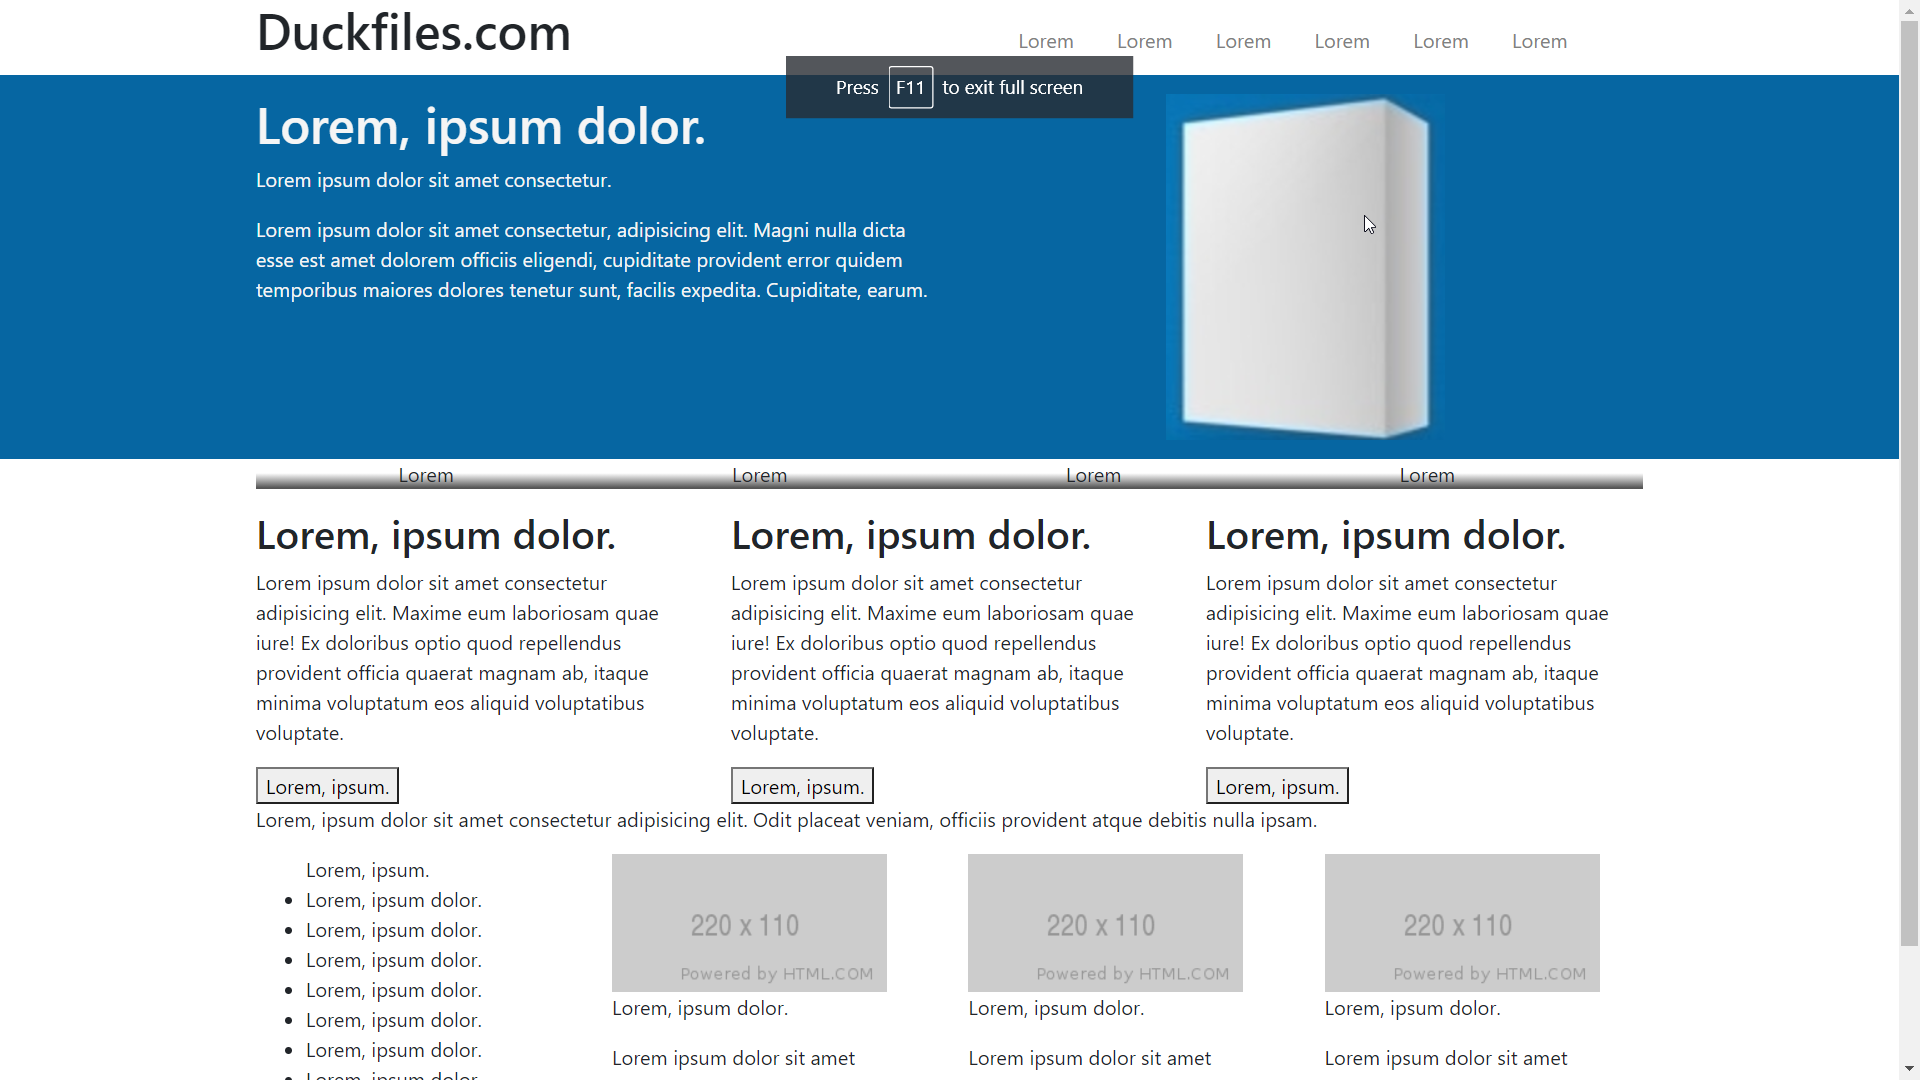 Duckfiles.com
Lorem Lorem Lorem Lorem Lorem Lorem
Press F11 to exit full screen
Lorem, ipsum dolor.
Lorem ipsum dolor sit amet consectetur.
Lorem ipsum dolor sit amet consectetur, adipisicing elit. Magni nulla dicta
esse est amet dolorem officiis eligendi, cupiditate provident error quidem
temporibus maiores dolores tenetur sunt, facilis expedita. Cupiditate, earum.
Lorem Lorem Lorem Lorem
Lorem, ipsum dolor.
Lorem ipsum dolor sit amet consectetur
adipisicing elit. Maxime eum laboriosam quae
iure! Ex doloribus optio quod repellendus
provident officia quaerat magnam ab, itaque
minima voluptatum eos aliquid voluptatibus
voluptate.
Lorem, ipsum.
Lorem, ipsum dolor.
Lorem ipsum dolor sit amet consectetur
adipisicing elit. Maxime eum laboriosam quae
iure! Ex doloribus optio quod repellendus
provident officia quaerat magnam ab, itaque
minima voluptatum eos aliquid voluptatibus
voluptate.
Lorem, ipsum.
Lorem, ipsum dolor.
Lorem ipsum dolor sit amet consectetur
adipisicing elit. Maxime eum laboriosam quae
iure! Ex doloribus optio quod repellendus
provident officia quaerat magnam ab, itaque
minima voluptatum eos aliquid voluptatibus
voluptate.
Lorem, ipsum.
Lorem, ipsum dolor sit amet consectetur adipisicing elit. Odit placeat veniam, officiis provident atque debitis nulla ipsam.
Lorem, ipsum.
Lorem, ipsum dolor.
Lorem, ipsum dolor.
Lorem, ipsum dolor.
Lorem, ipsum dolor.
Lorem, ipsum dolor.
Lorem, ipsum dolor.
Lorem, ipsum dolor.
220 x 110
Powered by HTML.COM
Lorem, ipsum dolor.
Lorem ipsum dolor sit amet
220 x 110
Powered by HTML.COM
Lorem, ipsum dolor.
Lorem ipsum dolor sit amet
220 x 110
Powered by HTML.COM
Lorem, ipsum dolor.
Lorem ipsum dolor sit amet